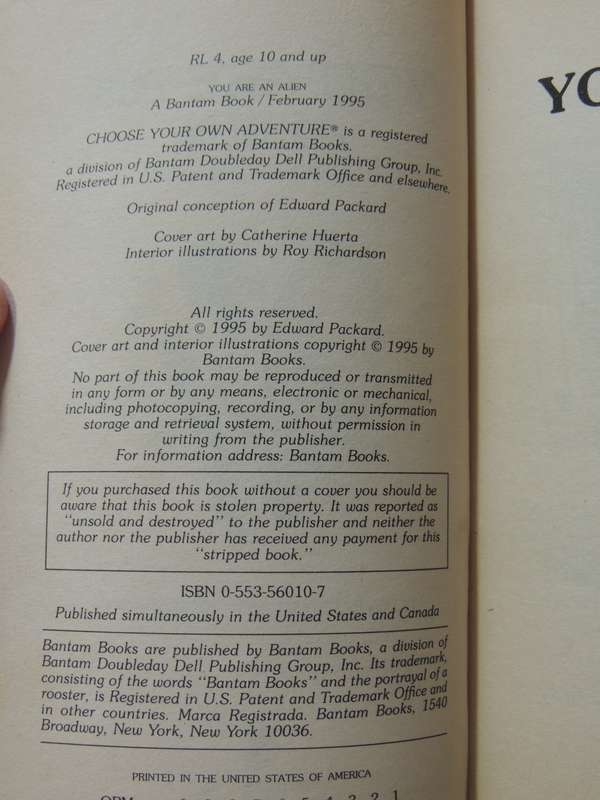 RL 4, age 10 and up
YOU ARE AN ALIEN
A Bantam Book / February 1995
CHOOSE YOUR OWN ADVENTURE® is a registered
trademark of Bantam Books.
a division of Bantam Doubleday Dell Publishing Group, Inc.
Registered in U.S. Patent and Trademark Office and elsewhere.
Original conception of Edward Packard
Cover art by Catherine Huerta
Interior illustrations by Roy Richardson
All rights reserved.
Copyright © 1995 by Edward Packard.
Cover art and interior illustrations copyright © 1995 by
Bantam Books.
No part of this book may be reproduced or transmitted
in any form or by any means, electronic or mechanical,
including photocopying, recording, or by any information
storage and retrieval system, without permission in
writing from the publisher.
For information address: Bantam Books.
If you purchased this book without a cover you should be
aware that this book is stolen property. It was reported as
"unsold and destroyed" to the publisher and neither the
author nor the publisher has received any payment for this
"stripped book."
ISBN 0-553-56010-7
Published simultaneously in the United States and Canada
Bantam Books are published by Bantam Books, a division of
Bantam Doubleday Dell Publishing Group, Inc. Its trademark,
consisting of the words "Bantam Books" and the portrayal of a
rooster, is Registered in U.S. Patent and Trademark Office and
in other countries. Marca Registrada. Bantam Books, 1540
Broadway, New York, New York 10036.
PRINTED IN THE UNITED STATES OF AMERICA
YO